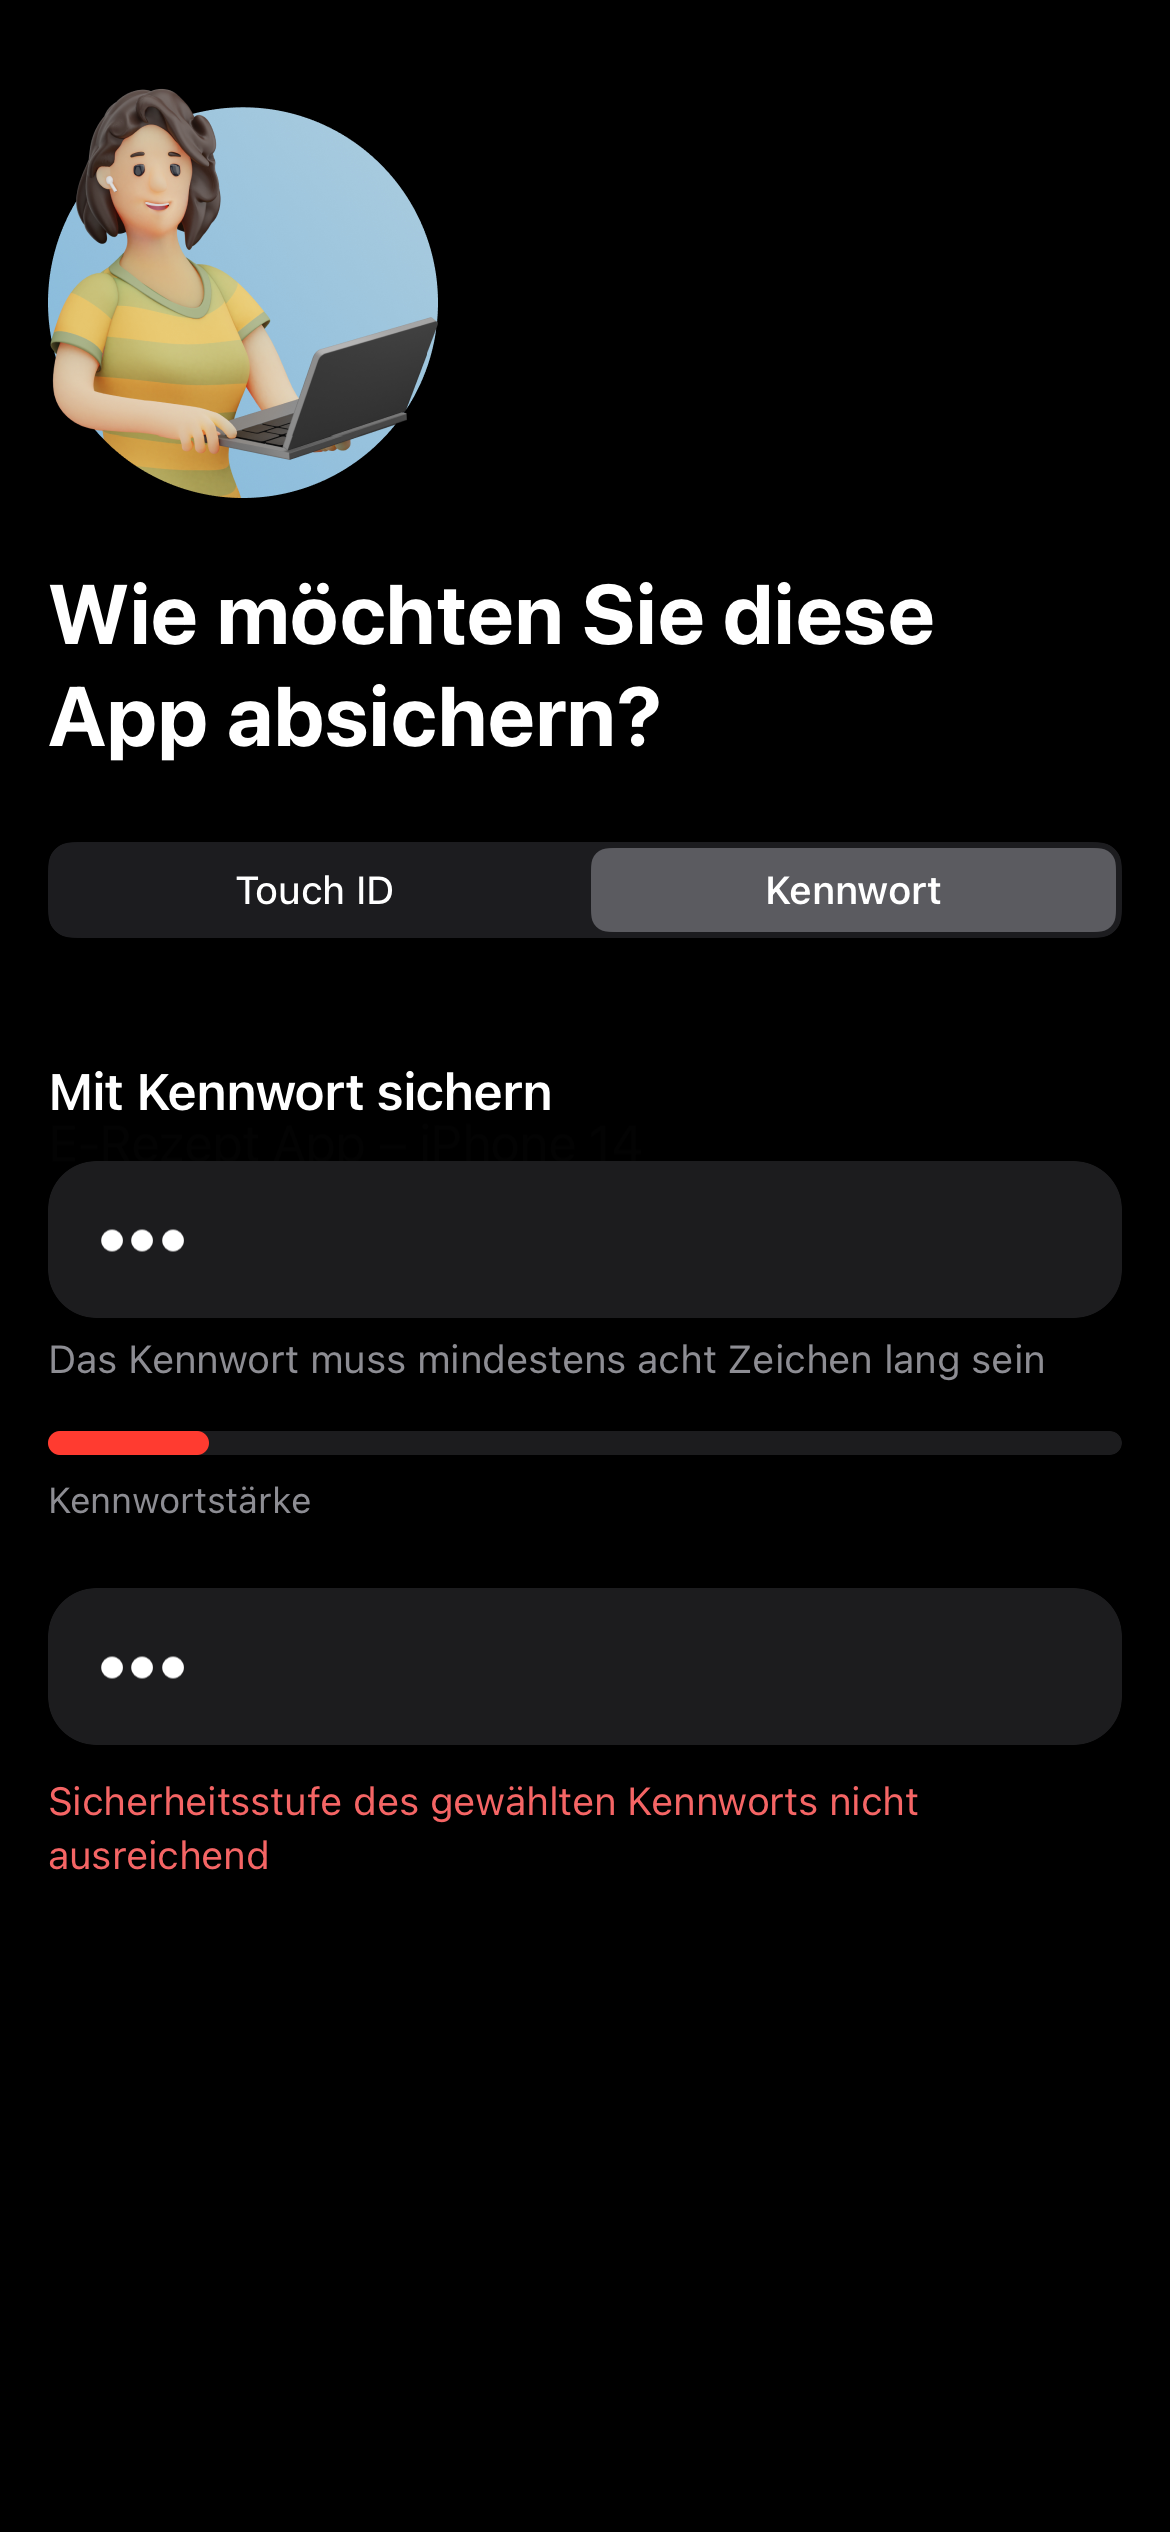 Wie möchten Sie diese
App absichern?
Touch ID
Kennwort
Mit Kennwort sichern
E-Rezept App – iPhone 14
Das Kennwort muss mindestens acht Zeichen lang sein
Kennwortstärke
Sicherheitsstufe des gewählten Kennworts nicht
ausreichend